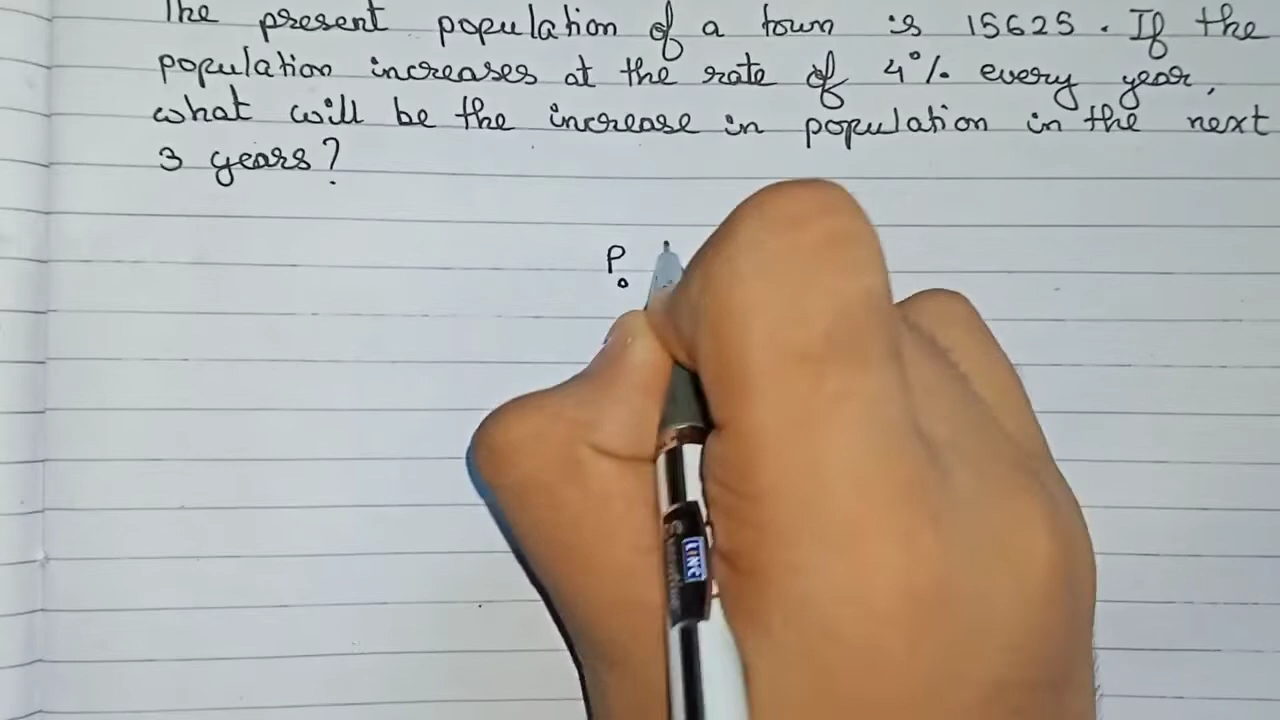 The present population of a town is 15625. If the
population increases at the rate of 4% every year,
what will be the increase in population in the next
3 years?
P₀
LINC